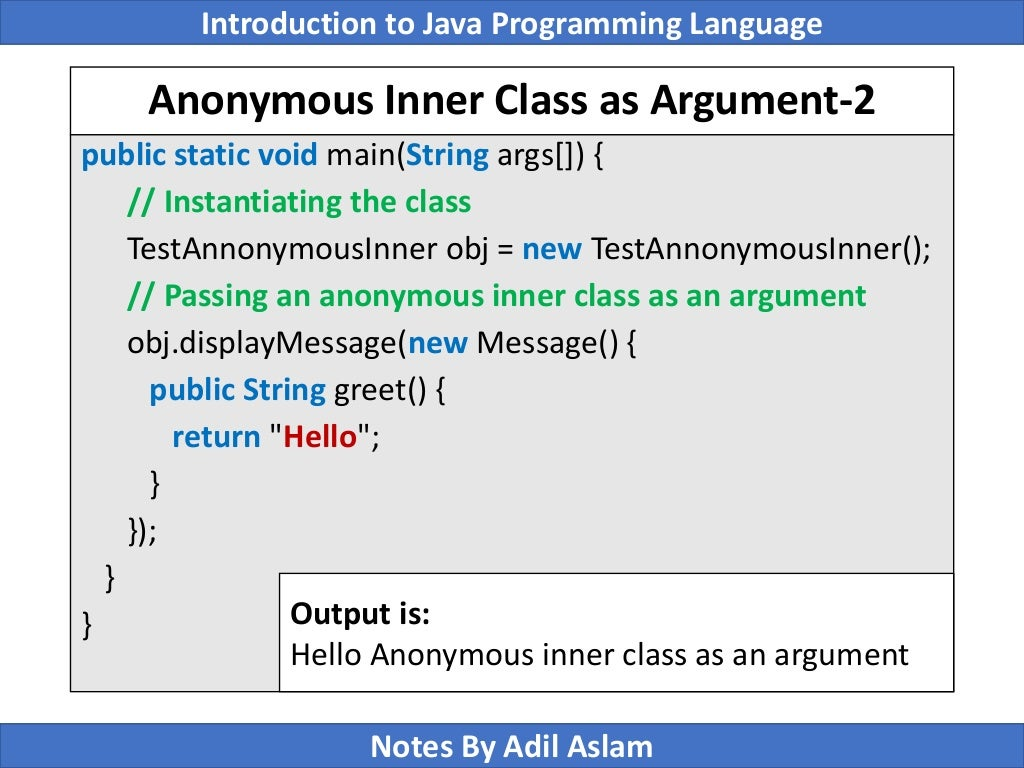 Introduction to Java Programming Language
Anonymous Inner Class as Argument-2
public static void main(String args[]) {
// Instantiating the class
TestAnnonymousInner obj = new TestAnnonymousInner();
// Passing an anonymous inner class as an argument
obj.displayMessage(new Message() {
public String greet() {
return "Hello";
}
});
}
}
Output is:
Hello Anonymous inner class as an argument
Notes By Adil Aslam